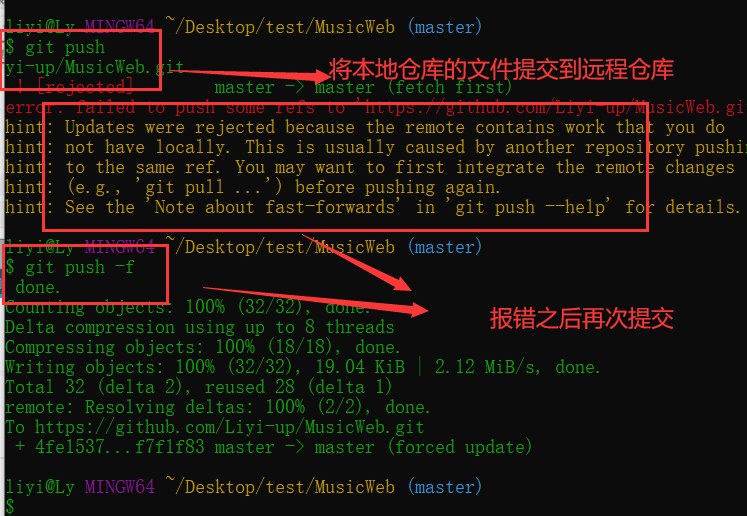 liyi@Ly MINGW64 ~/Desktop/test/MusicWeb (master)
$ git push
yi-up/MusicWeb.git
将本地仓库的文件提交到远程仓库
! [rejected] master -> master (fetch first)
error: failed to push some refs to 'https://github.com/Liyi-up/MusicWeb.git
hint: Updates were rejected because the remote contains work that you do
hint: not have locally. This is usually caused by another repository pushin
hint: to the same ref. You may want to first integrate the remote changes
hint: (e.g., 'git pull ...') before pushing again.
hint: See the 'Note about fast-forwards' in 'git push --help' for details.
liyi@Ly MINGW64 ~/Desktop/test/MusicWeb (master)
$ git push -f
done.
Counting objects: 100% (32/32), done.
报错之后再次提交
Delta compression using up to 8 threads
Compressing objects: 100% (18/18), done.
Writing objects: 100% (32/32), 19.04 KiB | 2.12 MiB/s, done.
Total 32 (delta 2), reused 28 (delta 1)
remote: Resolving deltas: 100% (2/2), done.
To https://github.com/Liyi-up/MusicWeb.git
+ 4fe1537...f7f1f83 master -> master (forced update)
liyi@Ly MINGW64 ~/Desktop/test/MusicWeb (master)
$